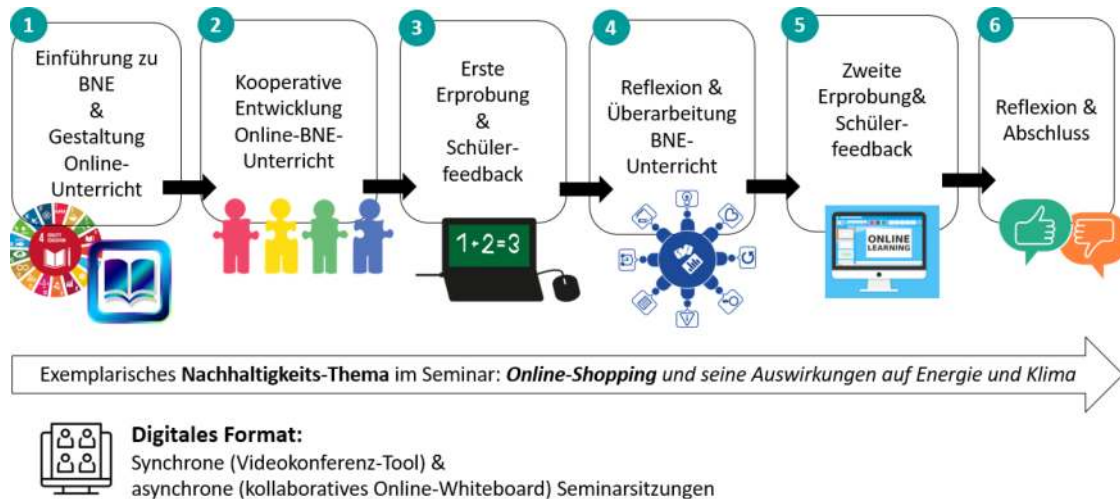 1
Einführung zu
BNE
&
Gestaltung
Online-
Unterricht
2
Kooperative
Entwicklung
Online-BNE-
Unterricht
3
Erste
Erprobung
&
Schüler-
feedback
4
Reflexion &
Überarbeitung
BNE-
Unterricht
5
Zweite
Erprobung&
Schüler-
feedback
6
Reflexion &
Abschluss
4
1+2=3
ONLINE
LEARNING
Exemplarisches Nachhaltigkeits-Thema im Seminar: Online-Shopping und seine Auswirkungen auf Energie und Klima
Digitales Format:
Synchrone (Videokonferenz-Tool) &
asynchrone (kollaboratives Online-Whiteboard) Seminarsitzungen